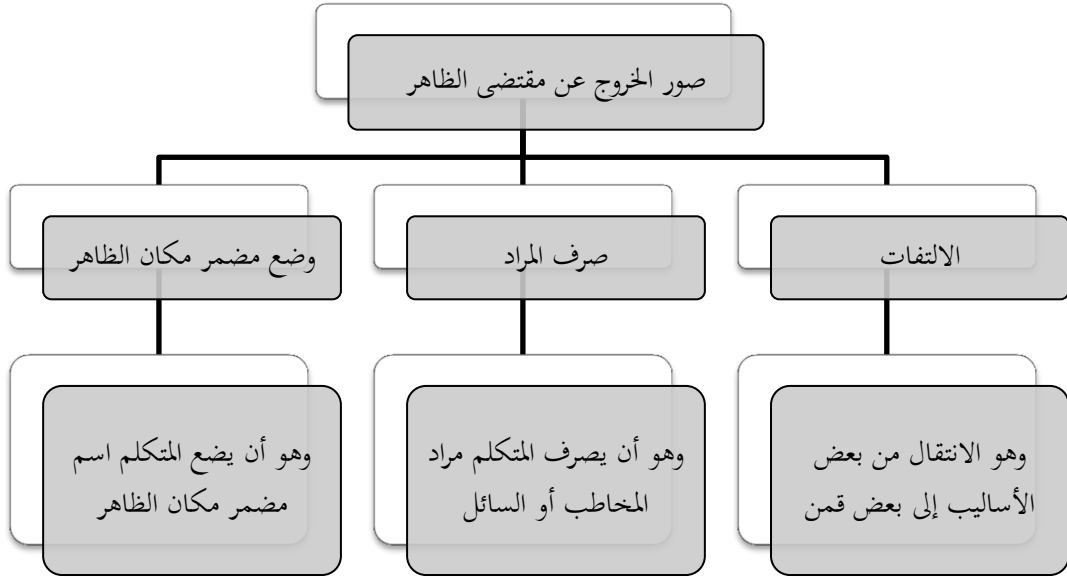 صور الخروج عن مقتضى الظاهر
الالتفات
صرف المراد
وضع مضمر مكان الظاهر
وهو الانتقال من بعض
الأساليب إلى بعض قمن
وهو أن يصرف المتكلم مراد
المخاطب أو السائل
وهو أن يضع المتكلم اسم
مضمر مكان الظاهر